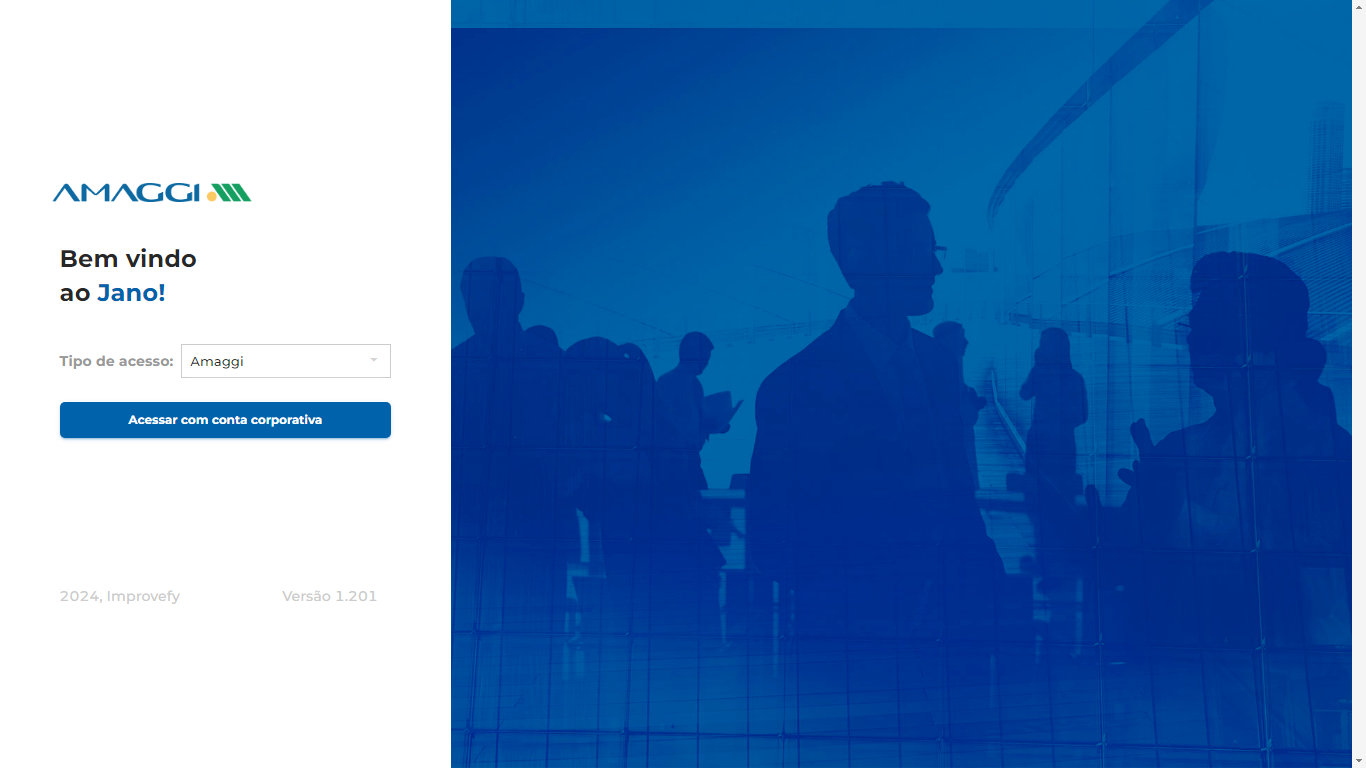 AMAGGI
Bem vindo
ao Jano!
Tipo de acesso: Amaggi
Acessar com conta corporativa
2024, Improvefy Versão 1.201